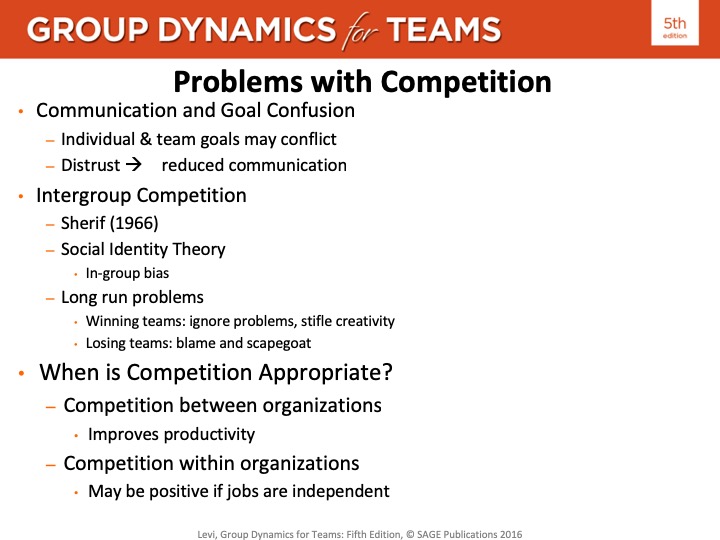 GROUP DYNAMICS for TEAMS
5th
edition
Problems with Competition
• Communication and Goal Confusion
– Individual & team goals may conflict
– Distrust → reduced communication
• Intergroup Competition
– Sherif (1966)
– Social Identity Theory
• In-group bias
– Long run problems
• Winning teams: ignore problems, stifle creativity
• Losing teams: blame and scapegoat
• When is Competition Appropriate?
– Competition between organizations
• Improves productivity
– Competition within organizations
• May be positive if jobs are independent
Levi, Group Dynamics for Teams: Fifth Edition, © SAGE Publications 2016